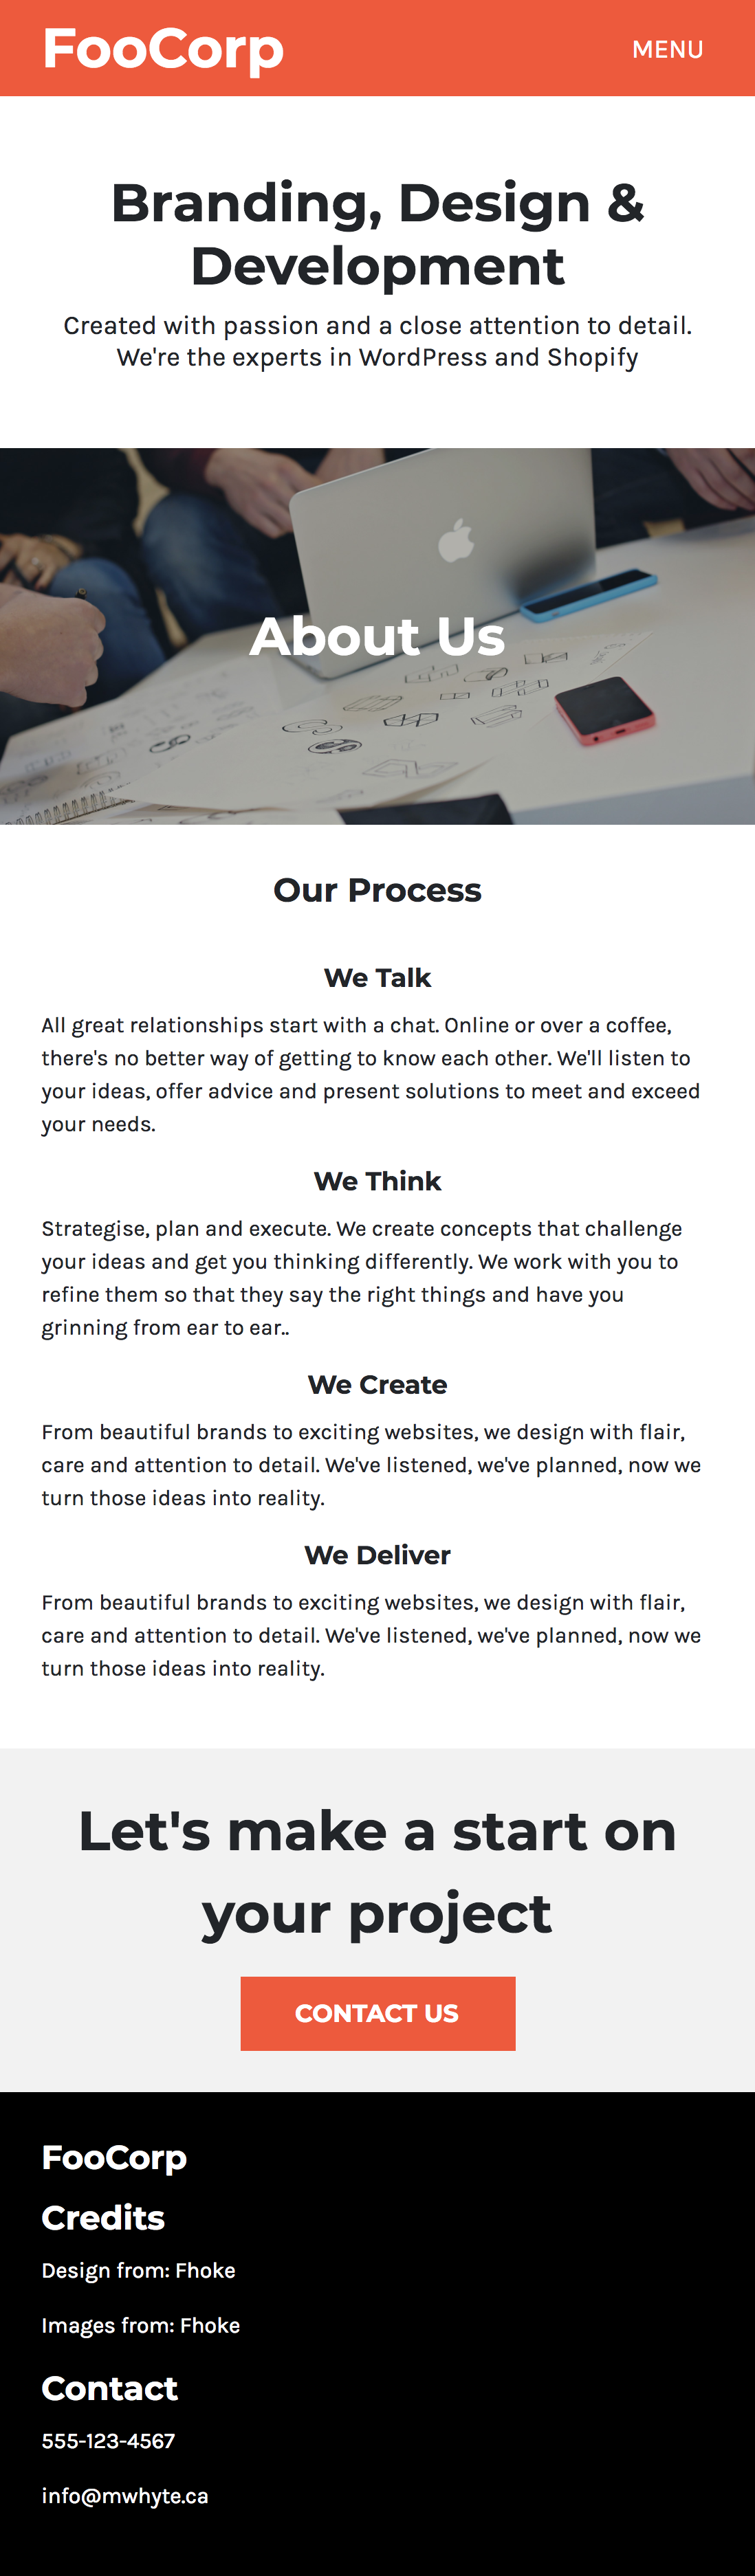 FooCorp
MENU
Branding, Design &
Development
Created with passion and a close attention to detail.
We're the experts in WordPress and Shopify
About Us
Our Process
We Talk
All great relationships start with a chat. Online or over a coffee,
there's no better way of getting to know each other. We'll listen to
your ideas, offer advice and present solutions to meet and exceed
your needs.
We Think
Strategise, plan and execute. We create concepts that challenge
your ideas and get you thinking differently. We work with you to
refine them so that they say the right things and have you
grinning from ear to ear..
We Create
From beautiful brands to exciting websites, we design with flair,
care and attention to detail. We've listened, we've planned, now we
turn those ideas into reality.
We Deliver
From beautiful brands to exciting websites, we design with flair,
care and attention to detail. We've listened, we've planned, now we
turn those ideas into reality.
Let's make a start on
your project
CONTACT US
FooCorp
Credits
Design from: Fhoke
Images from: Fhoke
Contact
555-123-4567
info@mwhyte.ca